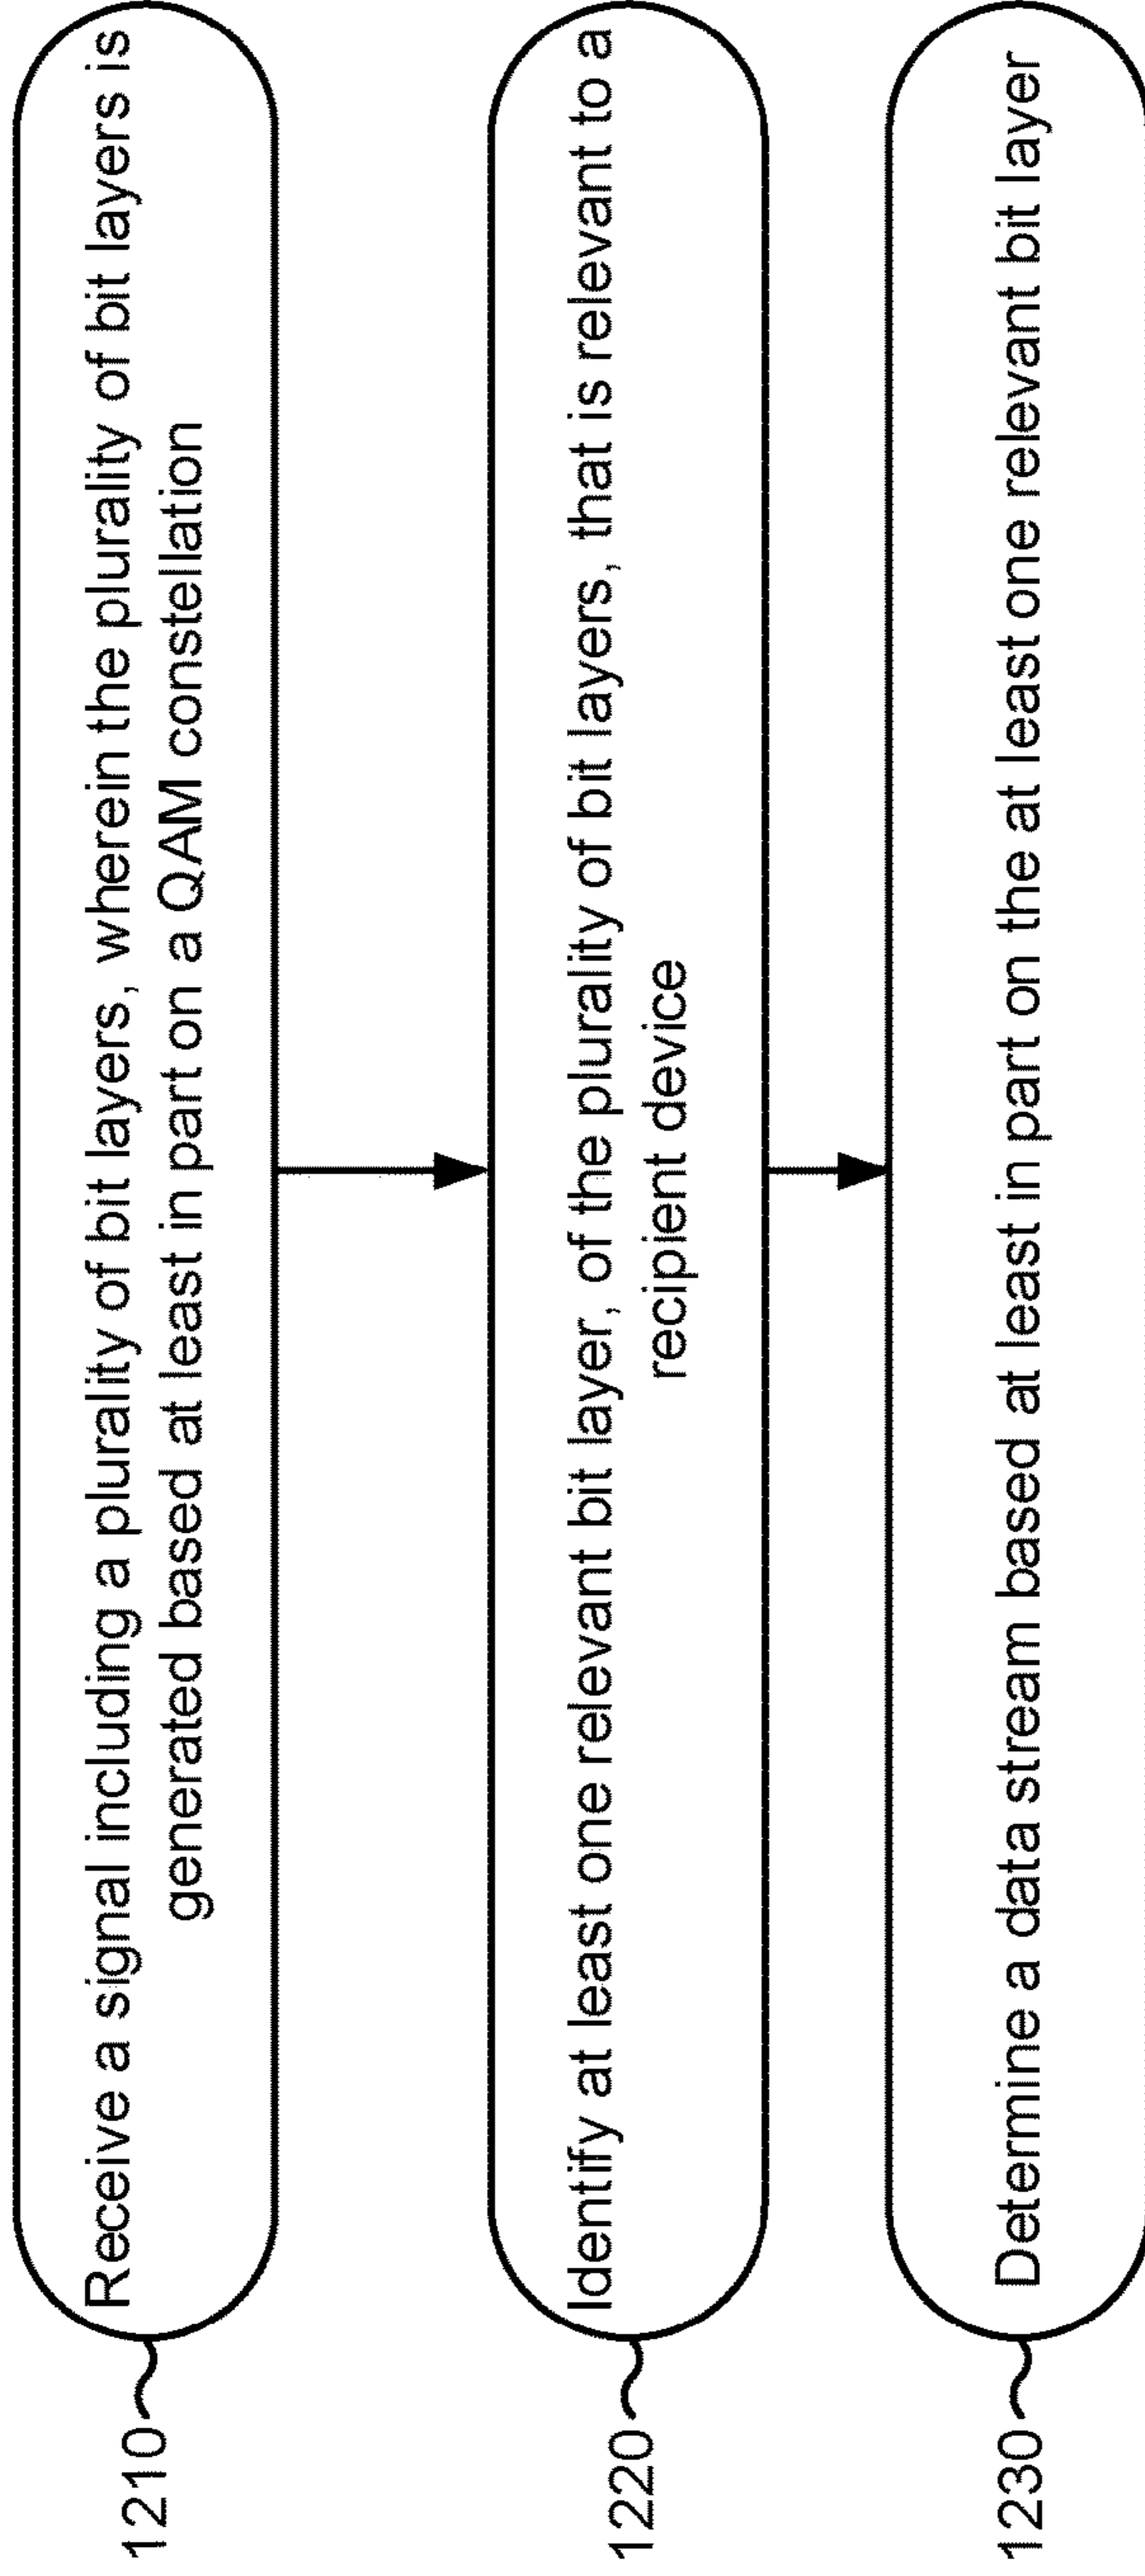 1210
Receive a signal including a plurality of bit layers, wherein the plurality of bit layers is
generated based at least in part on a QAM constellation
1220
Identify at least one relevant bit layer, of the plurality of bit layers, that is relevant to a
recipient device
1230
Determine a data stream based at least in part on the at least one relevant bit layer